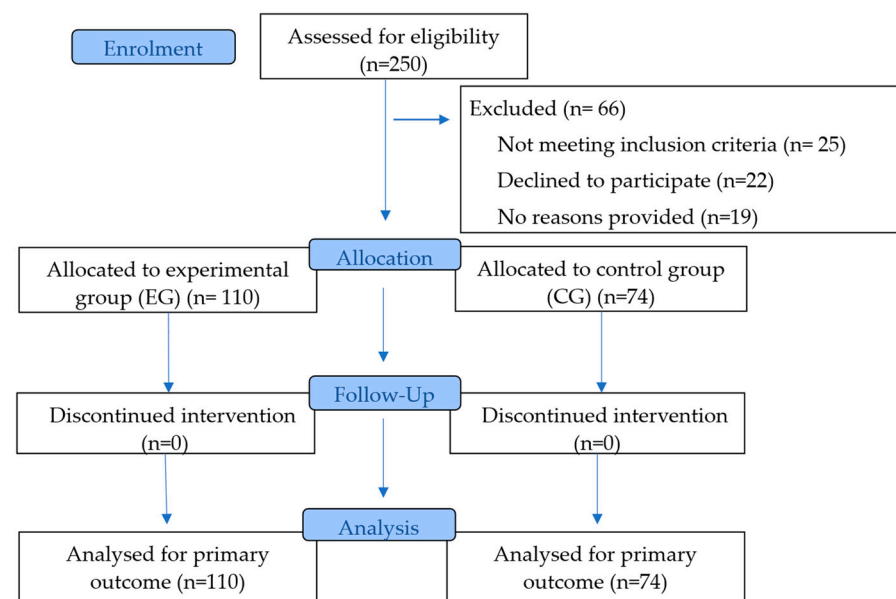 Enrolment
Assessed for eligibility
(n=250)
Excluded (n= 66)
Not meeting inclusion criteria (n= 25)
Declined to participate (n=22)
No reasons provided (n=19)
Allocation
Allocated to experimental
group (EG) (n= 110)
Allocated to control group
(CG) (n=74)
Follow-Up
Discontinued intervention
(n=0)
Discontinued intervention
(n=0)
Analysis
Analysed for primary
outcome (n=110)
Analysed for primary
outcome (n=74)